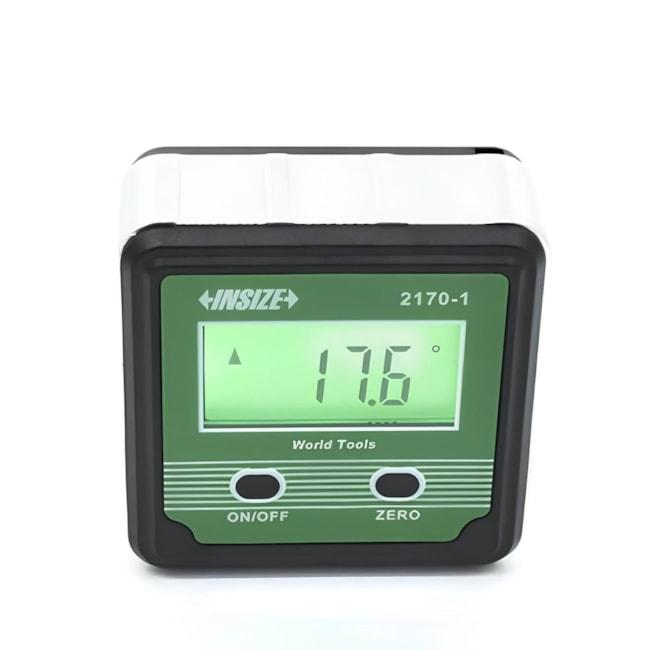 INSIZE
2170-1
17.6°
World Tools
ON/OFF
ZERO